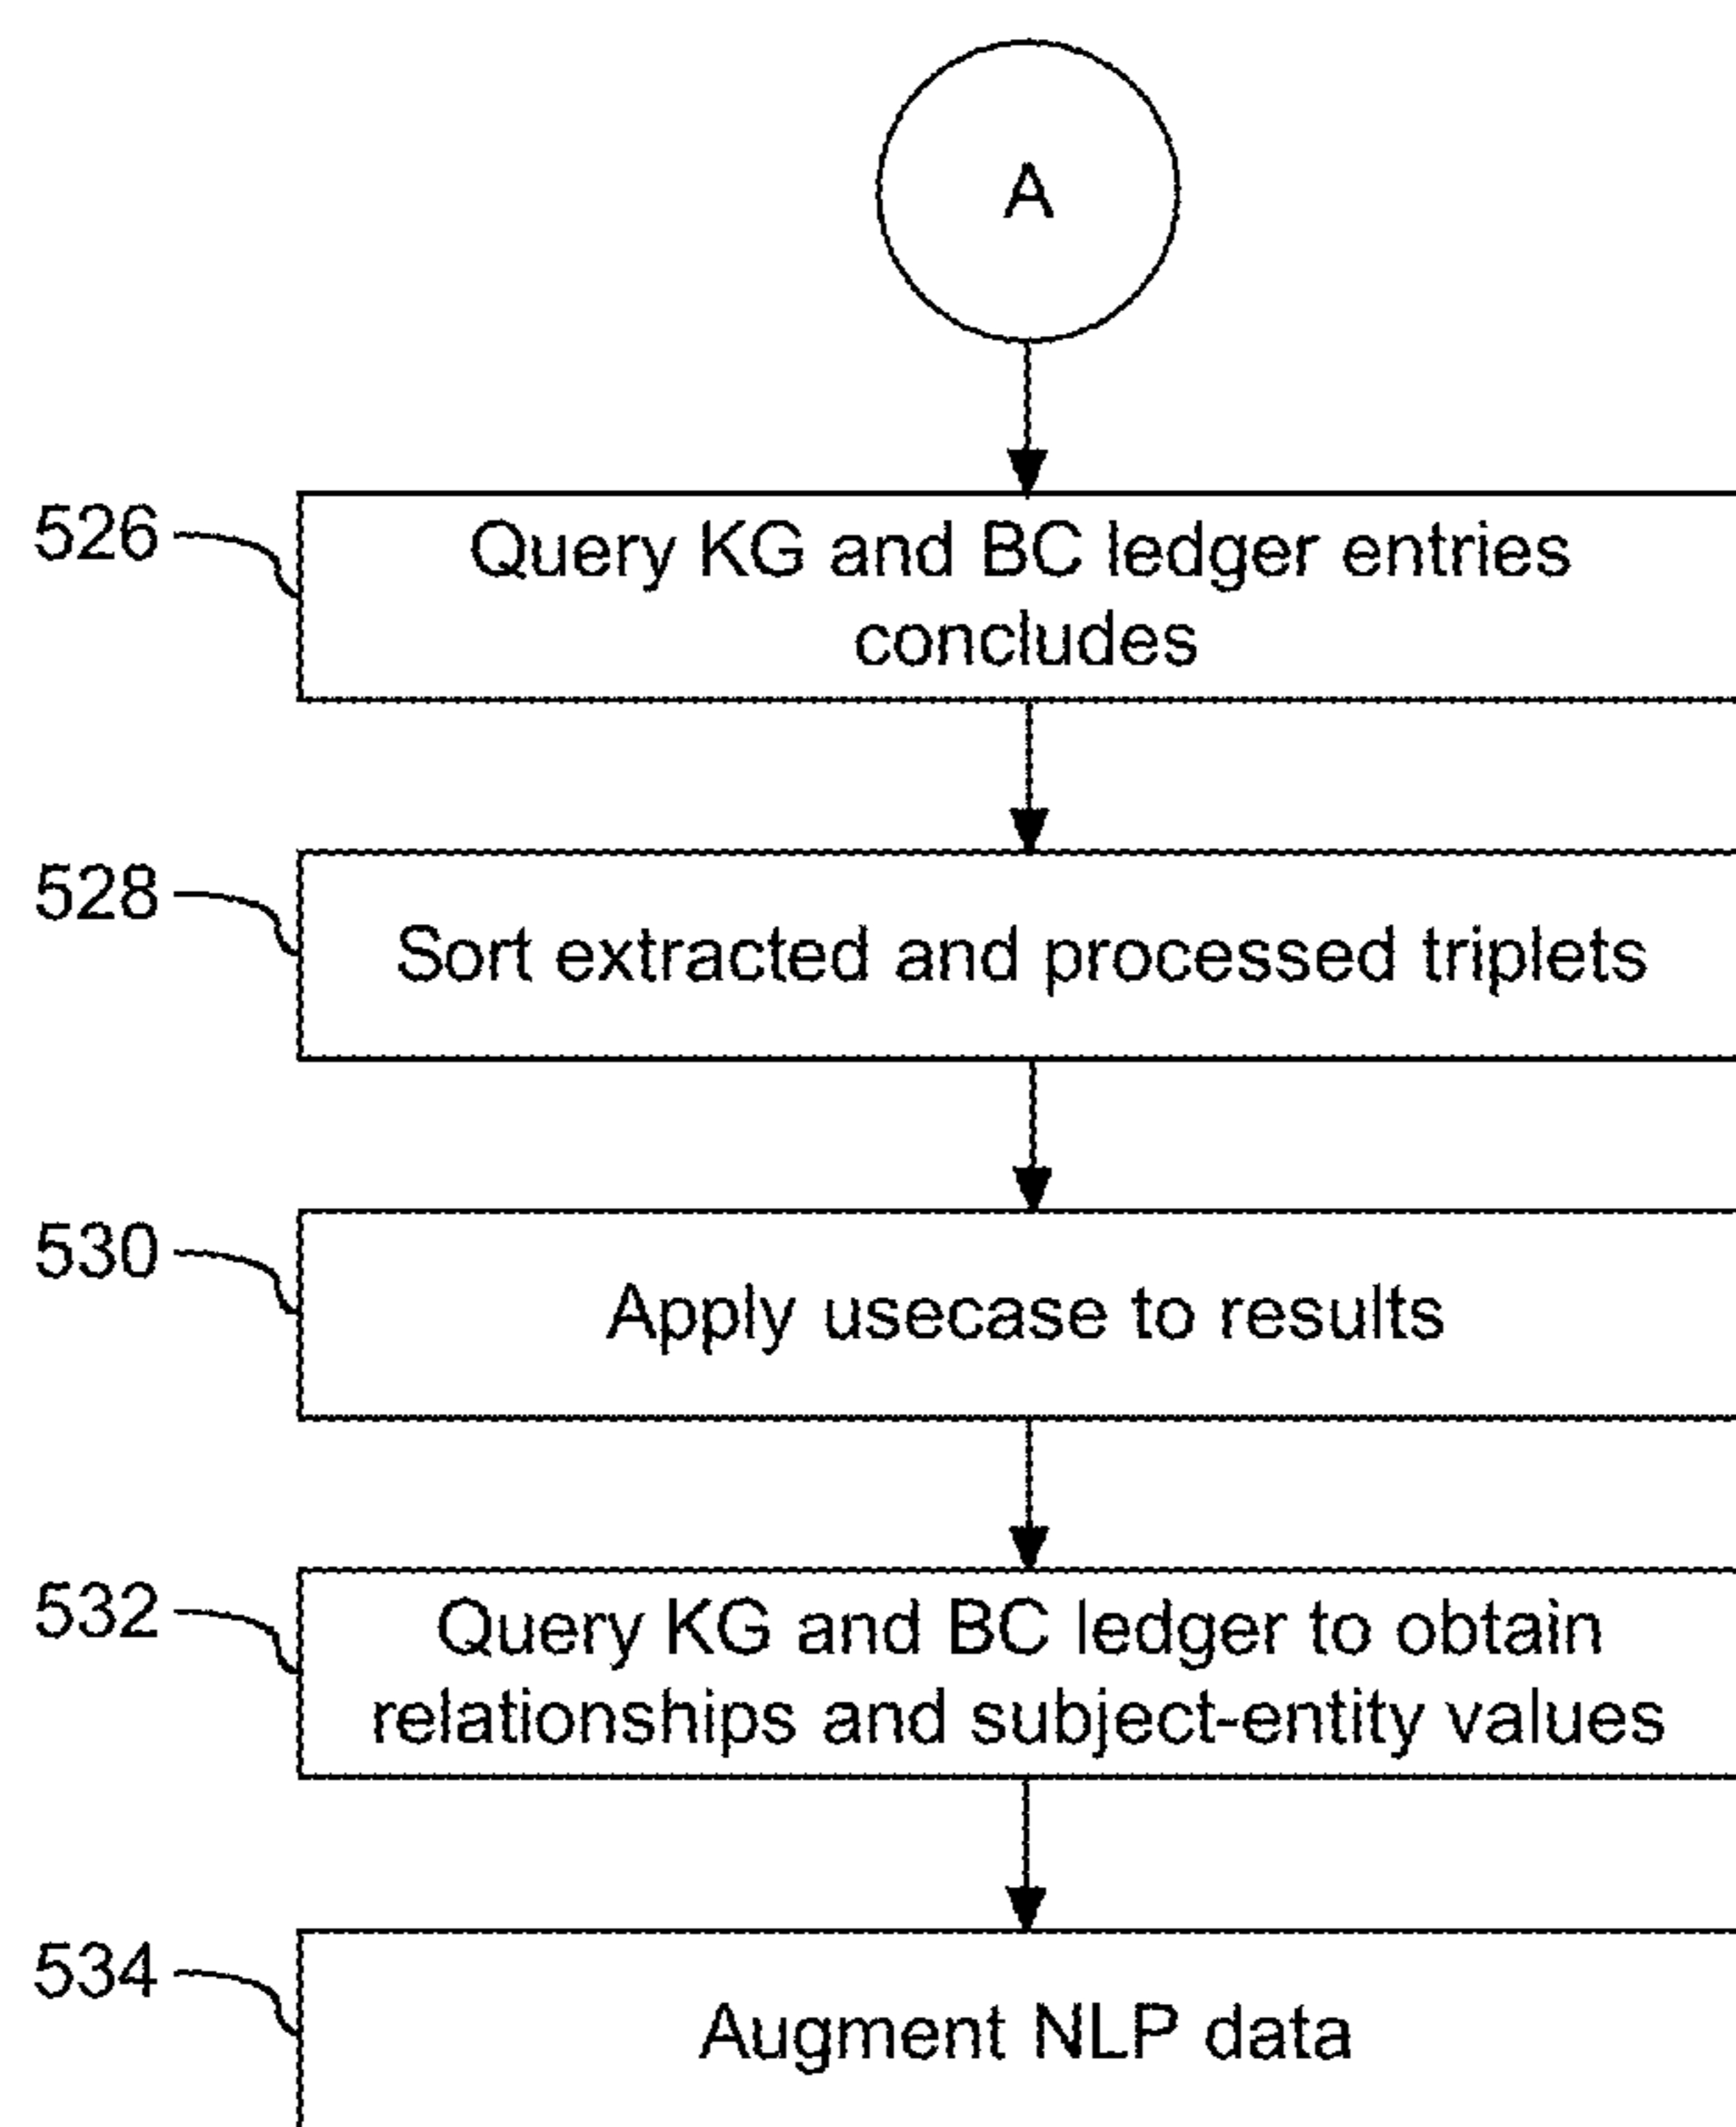 A
526
Query KG and BC ledger entries
concludes
528
Sort extracted and processed triplets
530
Apply usecase to results
532
Query KG and BC ledger to obtain
relationships and subject-entity values
534
Augment NLP data